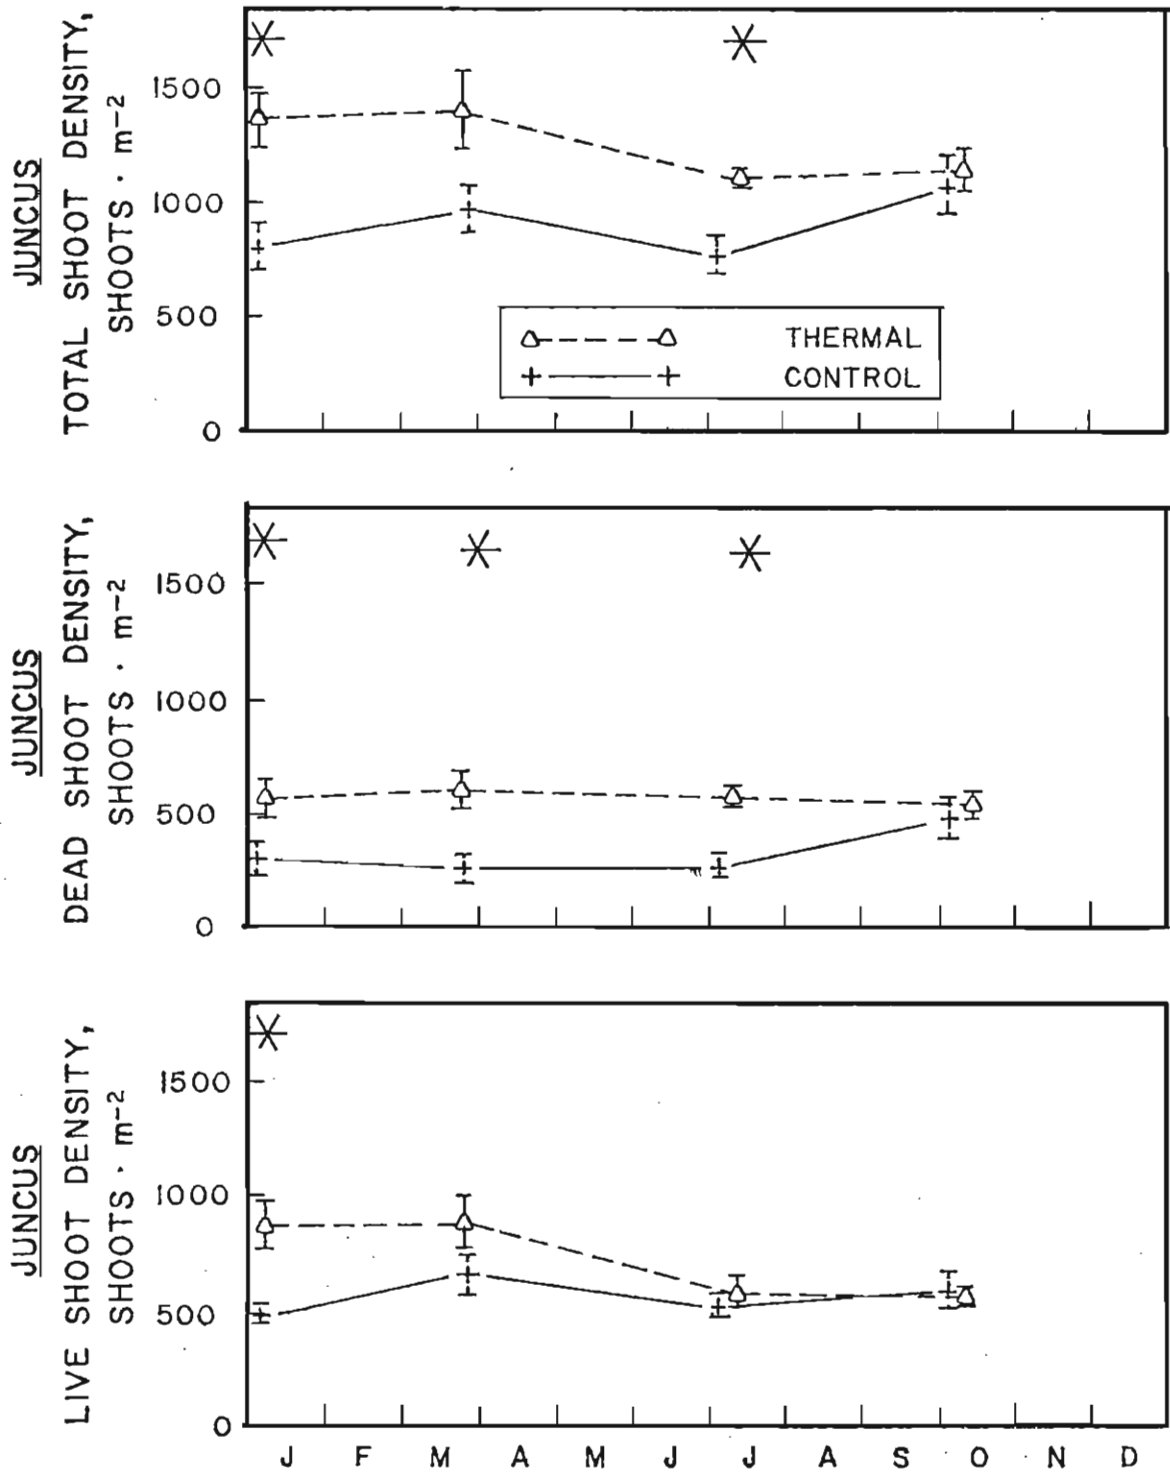 JUNCUS
TOTAL SHOOT DENSITY,
SHOOTS · m-2
1500
1000
500
0
THERMAL
CONTROL
JUNCUS
DEAD SHOOT DENSITY,
SHOOTS · m-2
1500
1000
500
0
JUNCUS
LIVE SHOOT DENSITY,
SHOOTS · m-2
1500
1000
500
0
J F M A M J J A S O N D